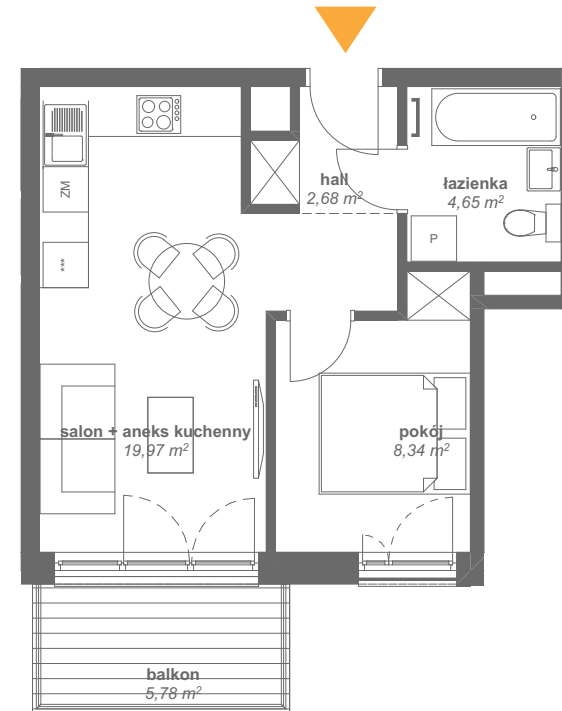 hall
2,68 m²
łazienka
4,65 m²
ZM
P
***
salon + aneks kuchenny
19,97 m²
pokój
8,34 m²
balkon
5,78 m²